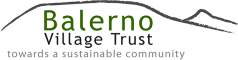 Balerno
Village Trust
towards a sustainable community